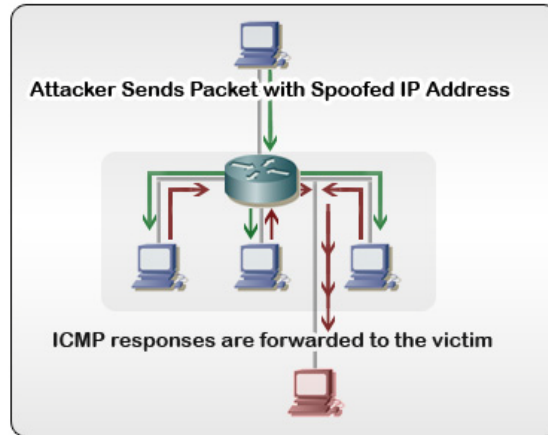 Attacker Sends Packet with Spoofed IP Address
ICMP responses are forwarded to the victim